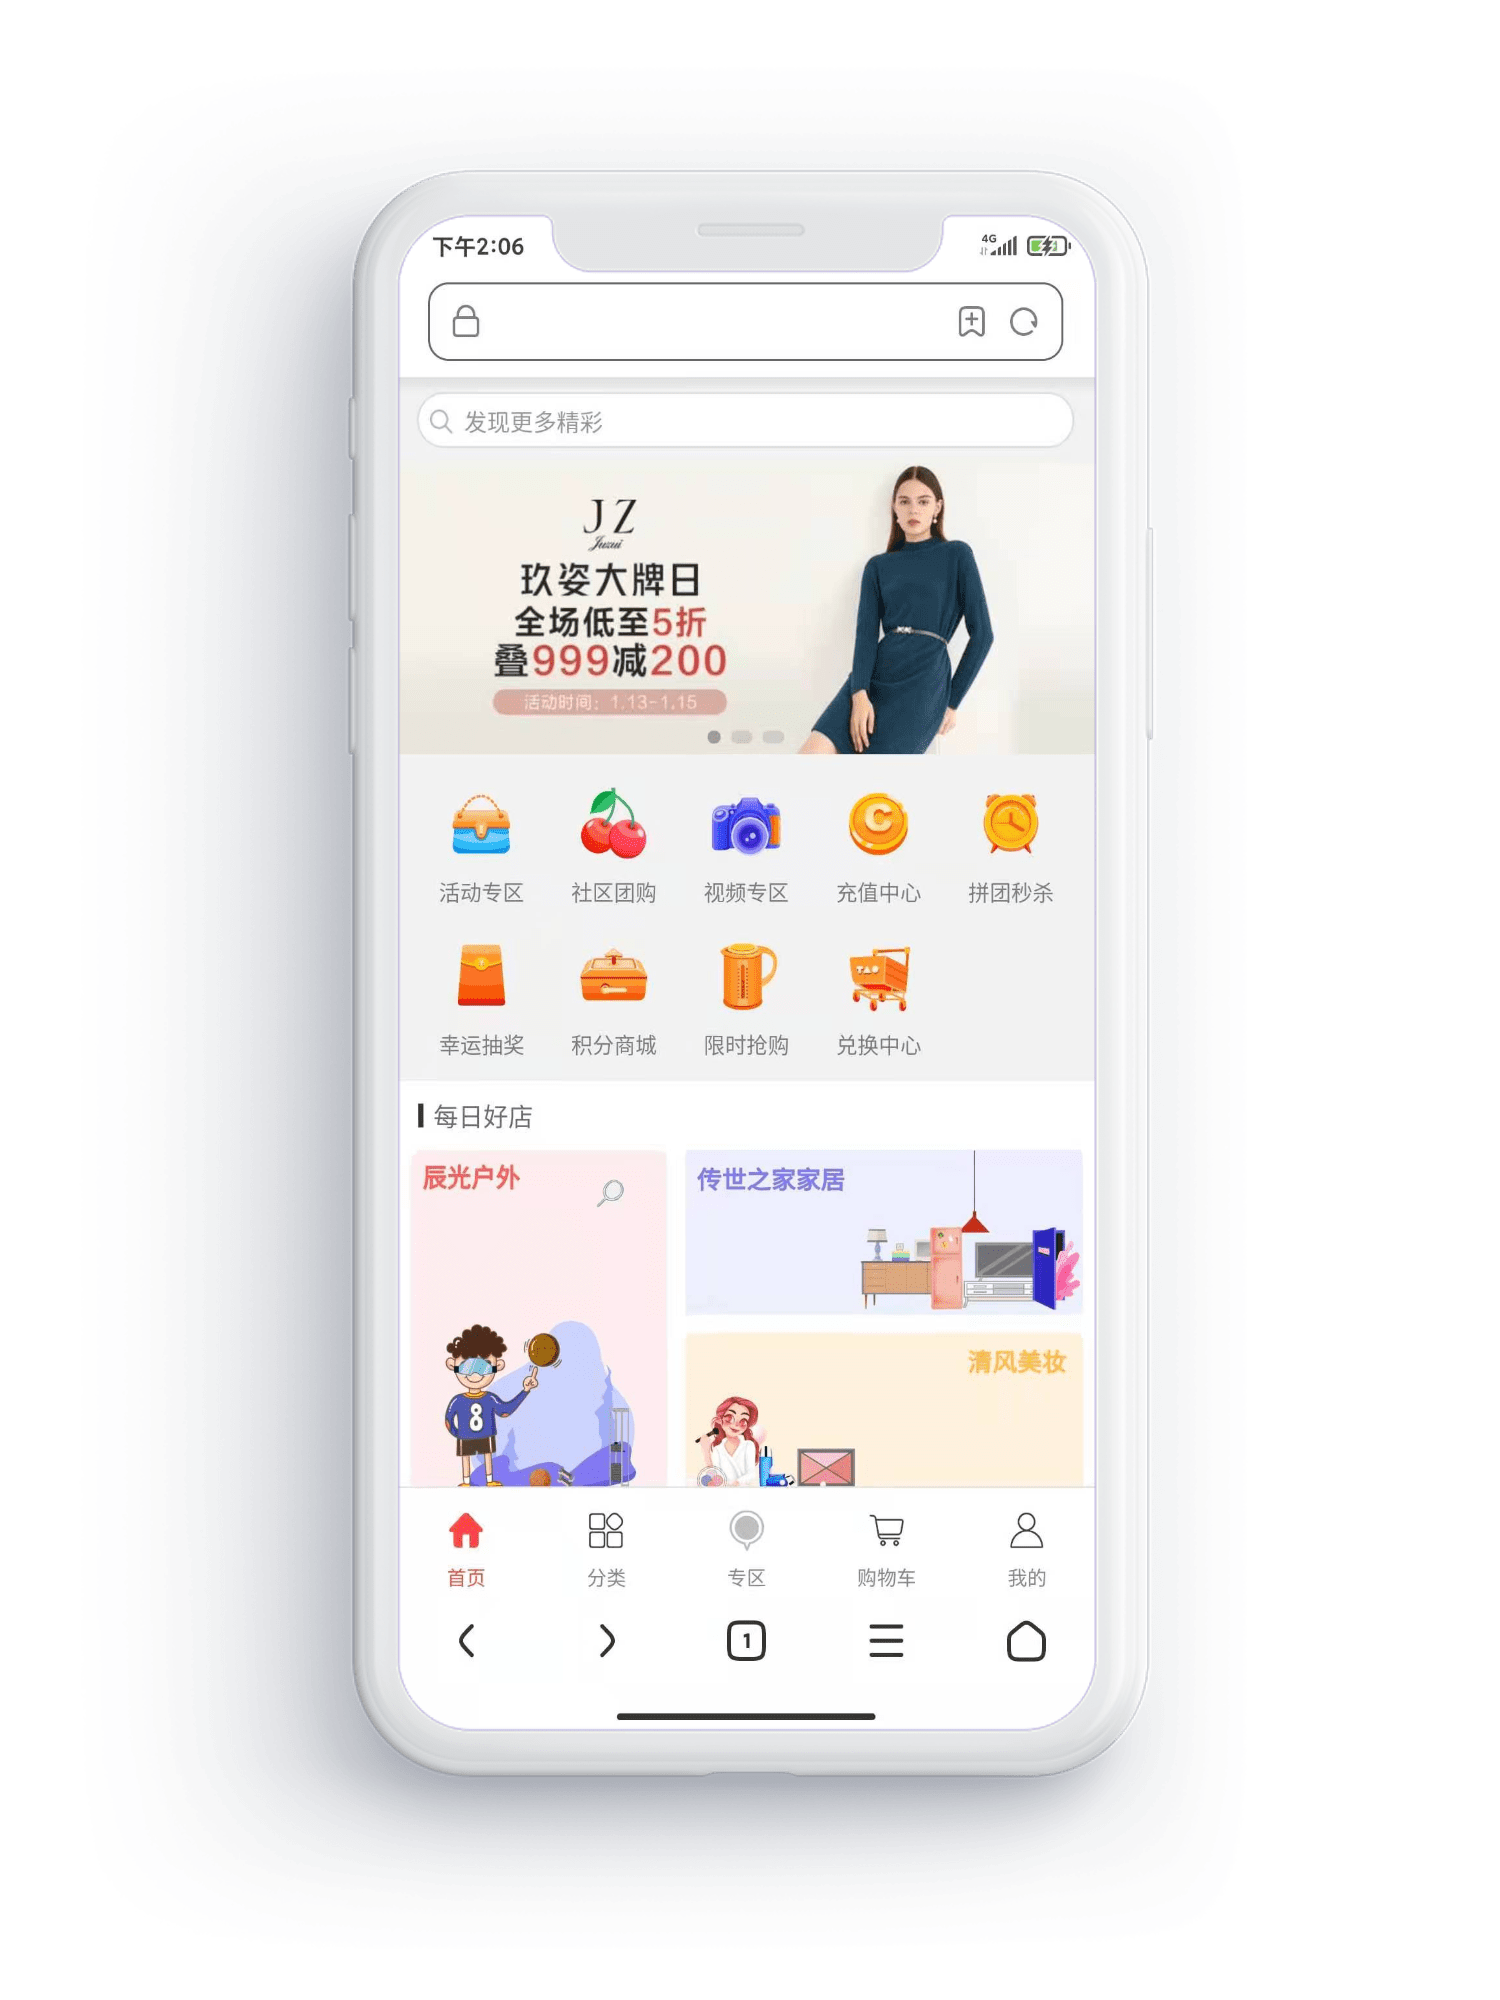 下午2:06
4G
发现更多精彩
JZ
Juzui
玖姿大牌日
全场低至5折
叠999减200
活动时间：1.13-1.15
C
活动专区 社区团购 视频专区 充值中心 拼团秒杀
幸运抽奖 积分商城 限时抢购 兑换中心
每日好店
辰光户外
传世之家家居
清风美妆
8
首页 分类 专区 购物车 我的
1